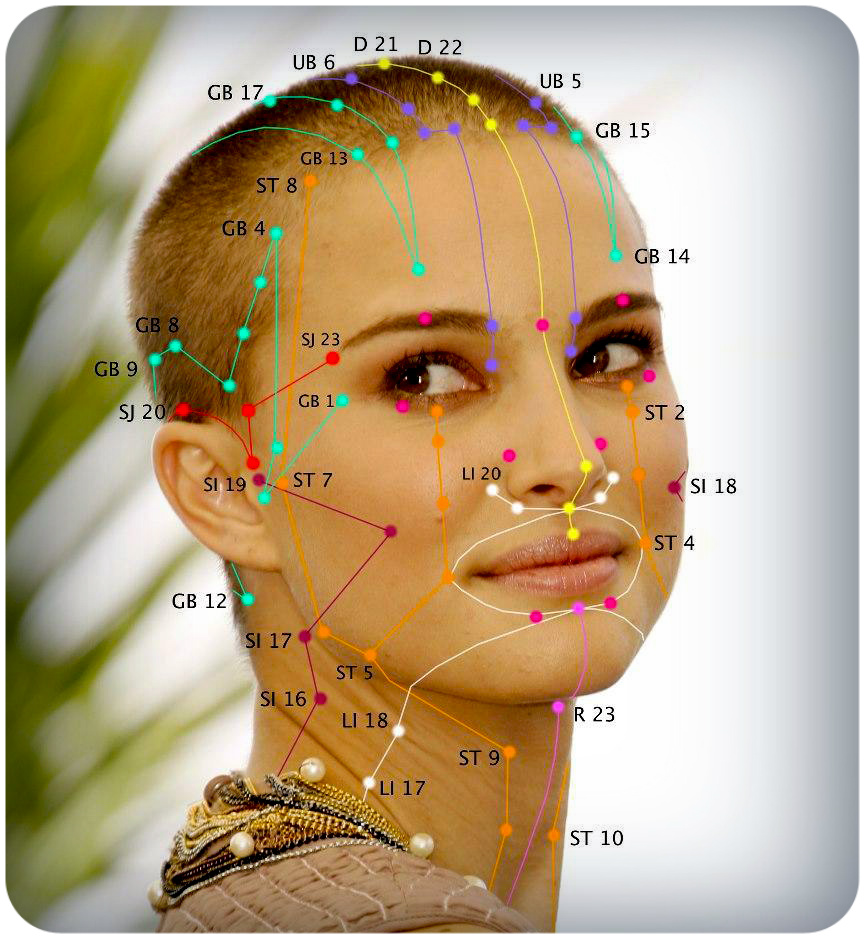 D 21
D 22
UB 6
UB 5
GB 17
GB 15
GB 13
ST 8
GB 4
GB 14
GB 8
SJ 23
GB 9
GB 1
SJ 20
ST 2
LI 20
SI 19
ST 7
SI 18
ST 4
GB 12
SI 17
ST 5
SI 16
R 23
LI 18
ST 9
LI 17
ST 10